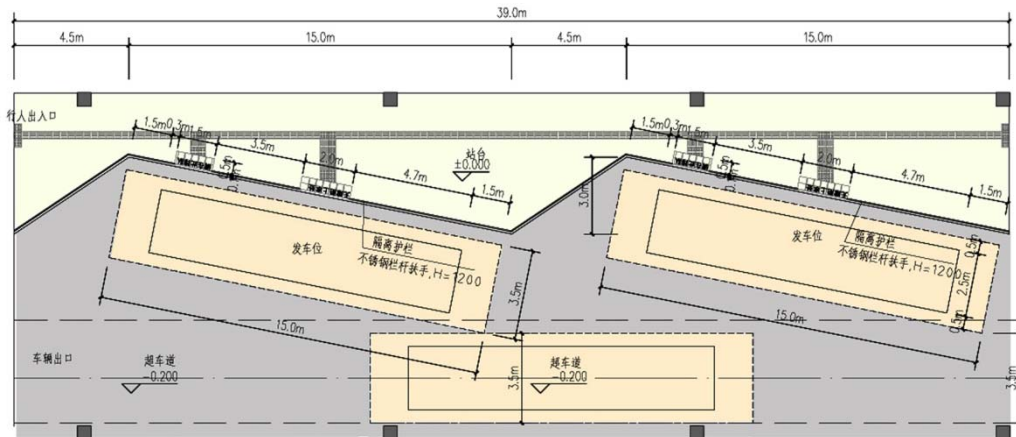 39.0m
4.5m
15.0m
4.5m
15.0m
行人出入口
1.5m
0.3m
1.5m
3.5m
2.0m
4.7m
1.5m
站台
±0.000
1.5m
0.3m
1.5m
3.5m
2.0m
4.7m
1.5m
3.0m
发车位
隔离护栏
不锈钢栏杆扶手,H=1200
3.5m
15.0m
发车位
隔离护栏
不锈钢栏杆扶手,H=1200
0.5m
2.5m
0.5m
15.0m
车辆出口
超车道
-0.200
3.5m
超车道
-0.200
3.5m